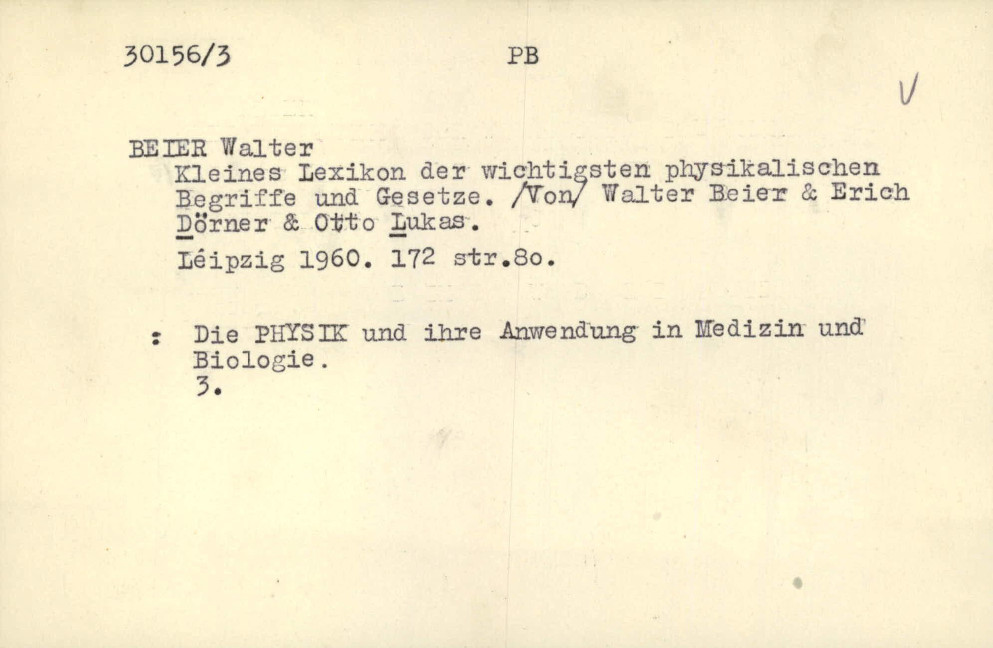 30156/3 PB
V
BEIER Walter
Kleines Lexikon der wichtigsten physikalischen
Begriffe und Gesetze. /Von/ Walter Beier & Erich
Dörner & Otto Lukas.
Léipzig 1960. 172 str.8o.
: Die PHYSIK und ihre Anwendung in Medizin und
Biologie.
3.